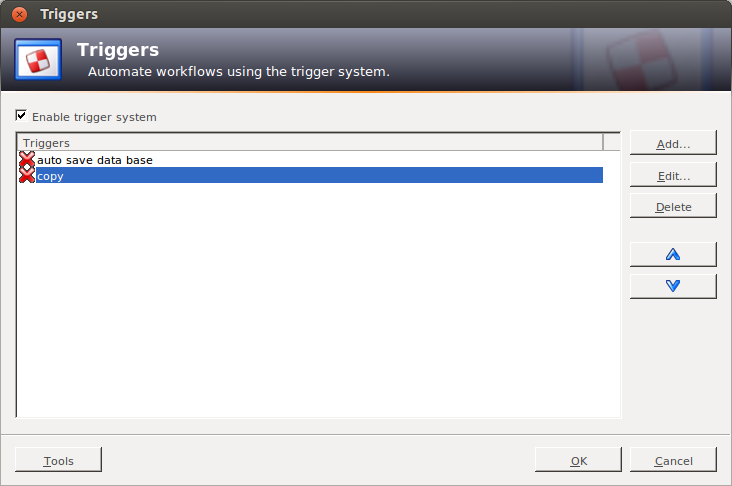 Triggers
Triggers
Automate workflows using the trigger system.
Enable trigger system
Triggers
auto save data base
copy
Add...
Edit...
Delete
Tools
OK
Cancel